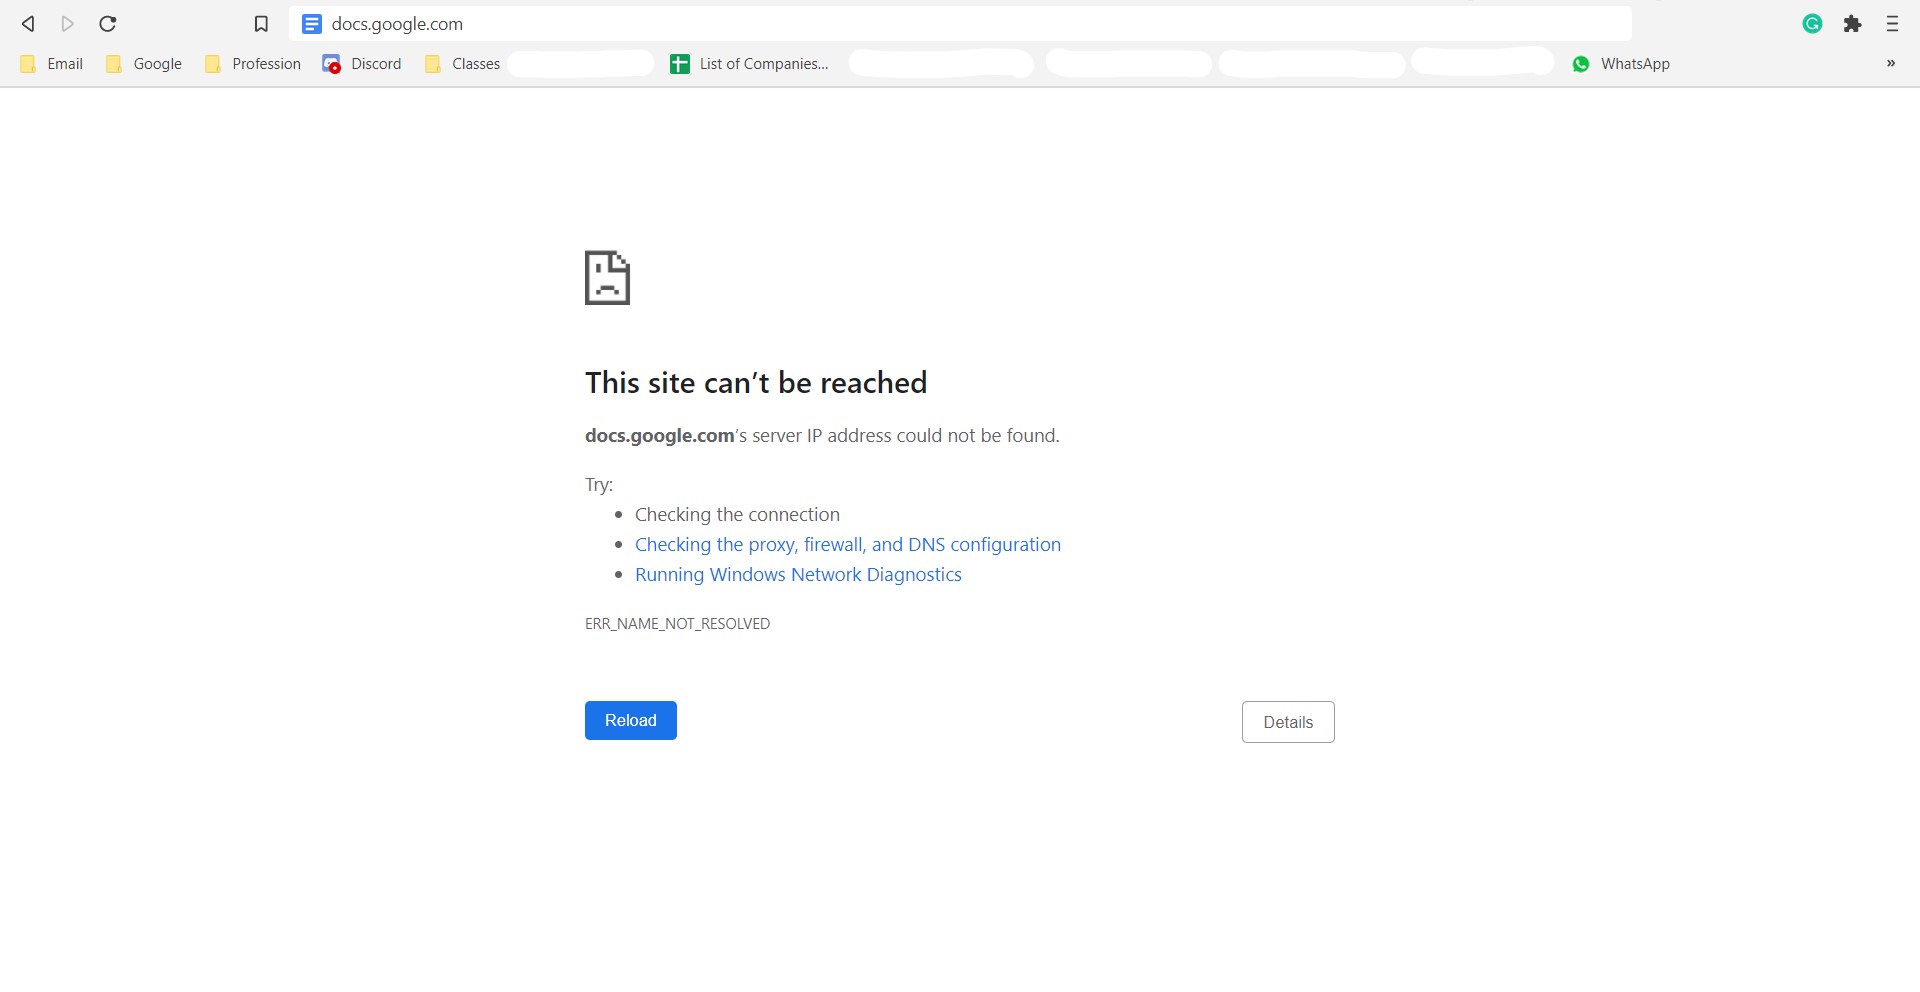 docs.google.com
Email Google Profession Discord Classes List of Companies... WhatsApp »
This site can’t be reached
docs.google.com’s server IP address could not be found.
Try:
Checking the connection
Checking the proxy, firewall, and DNS configuration
Running Windows Network Diagnostics
ERR_NAME_NOT_RESOLVED
Reload Details